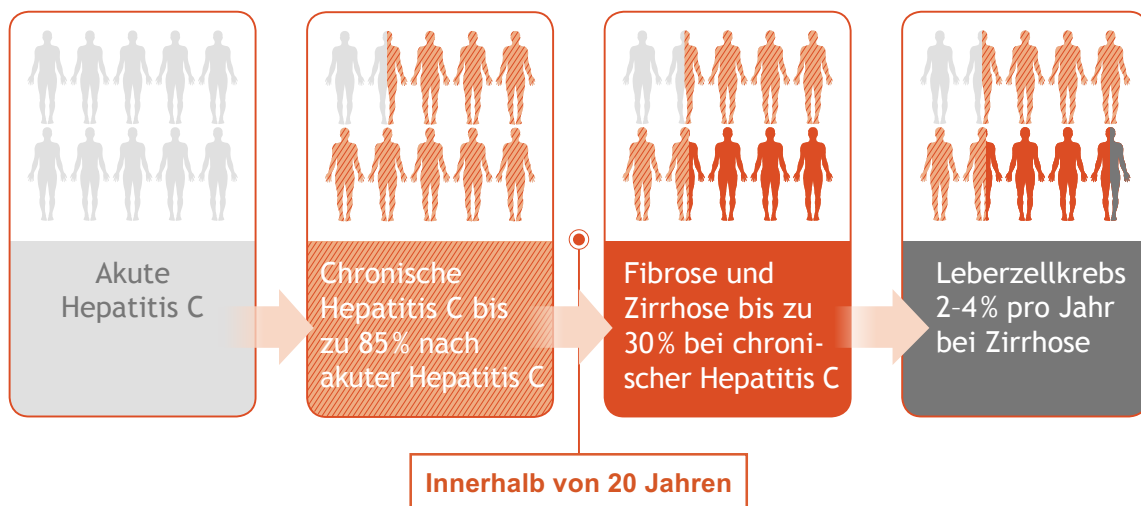 Akute
Hepatitis C
Chronische
Hepatitis C bis
zu 85% nach
akuter Hepatitis C
Fibrose und
Zirrhose bis zu
30% bei chroni-
scher Hepatitis C
Leberzellkrebs
2–4% pro Jahr
bei Zirrhose
Innerhalb von 20 Jahren